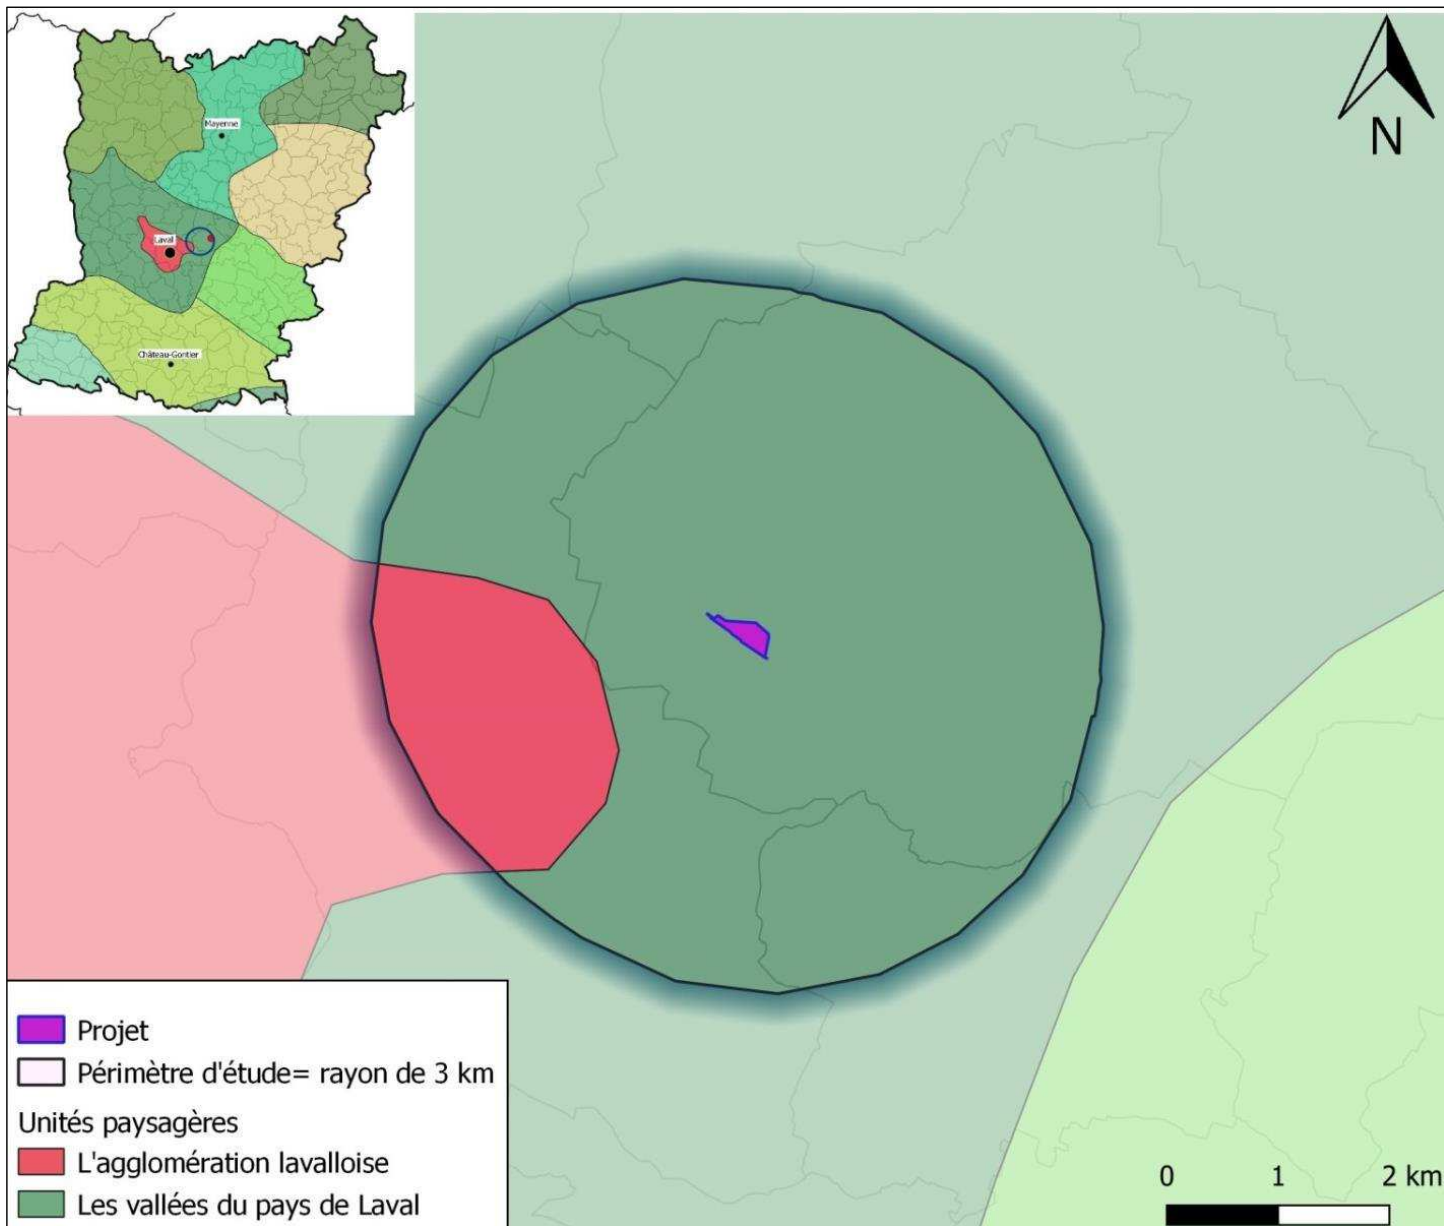 Mayenne
Laval
Château-Gontier
N
Projet
Périmètre d'étude= rayon de 3 km
Unités paysagères
L'agglomération lavalloise
Les vallées du pays de Laval
0 1 2 km